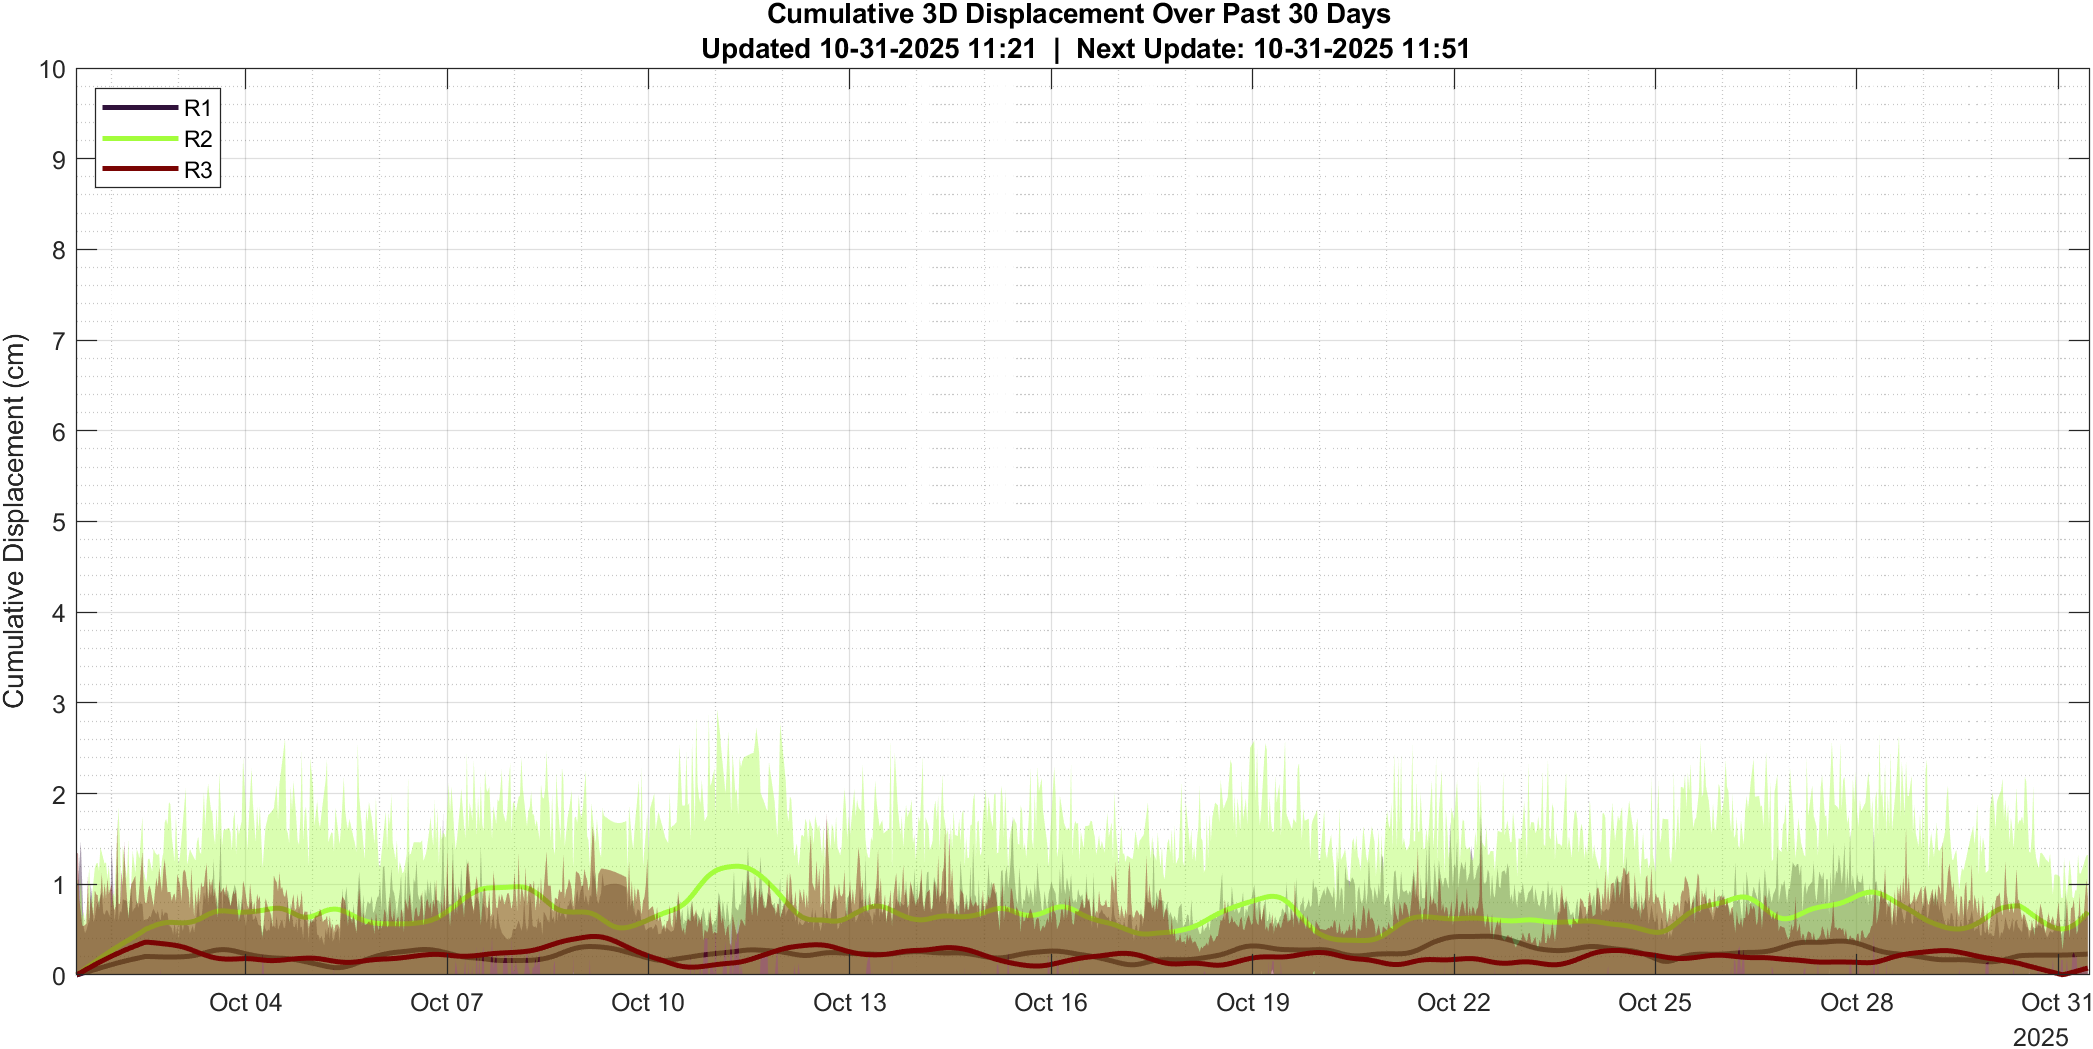 Cumulative 3D Displacement Over Past 30 Days
Updated 10-31-2025 11:21 | Next Update: 10-31-2025 11:51
R1
R2
R3
Cumulative Displacement (cm)
10
9
8
7
6
5
4
3
2
1
0
Oct 04 Oct 07 Oct 10 Oct 13 Oct 16 Oct 19 Oct 22 Oct 25 Oct 28 Oct 31
2025